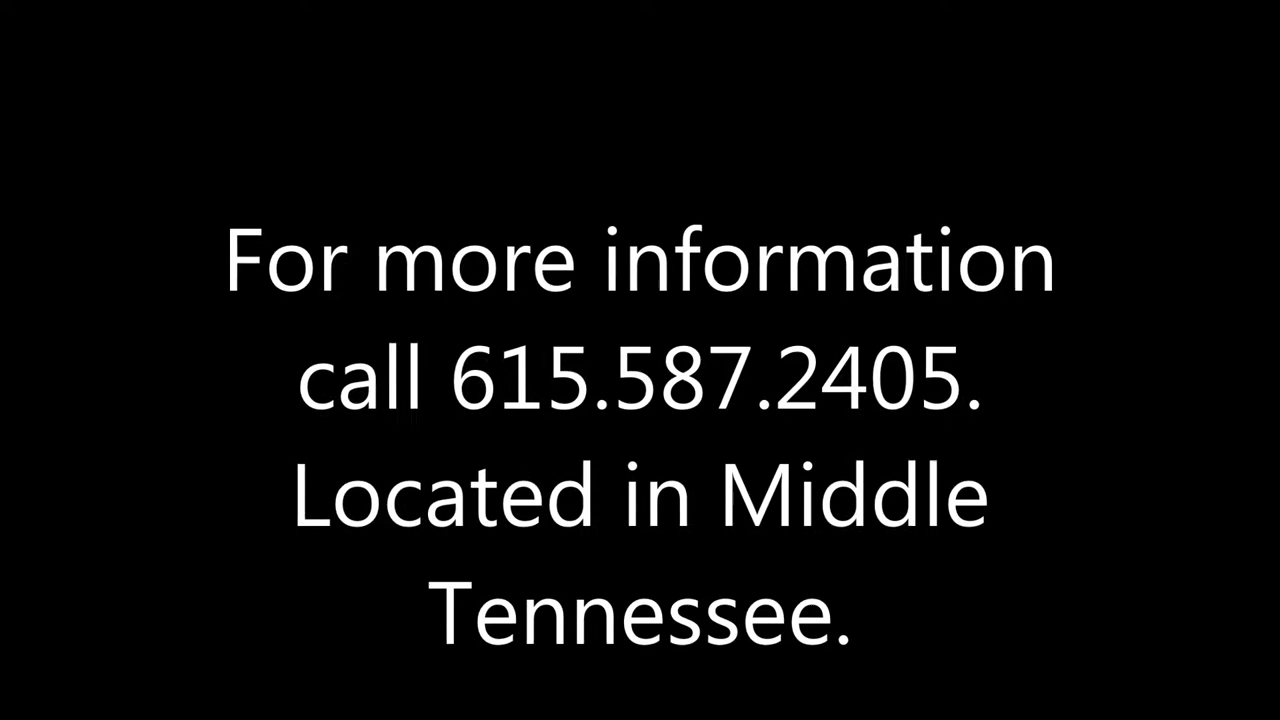 For more information
call 615.587.2405.
Located in Middle
Tennessee.